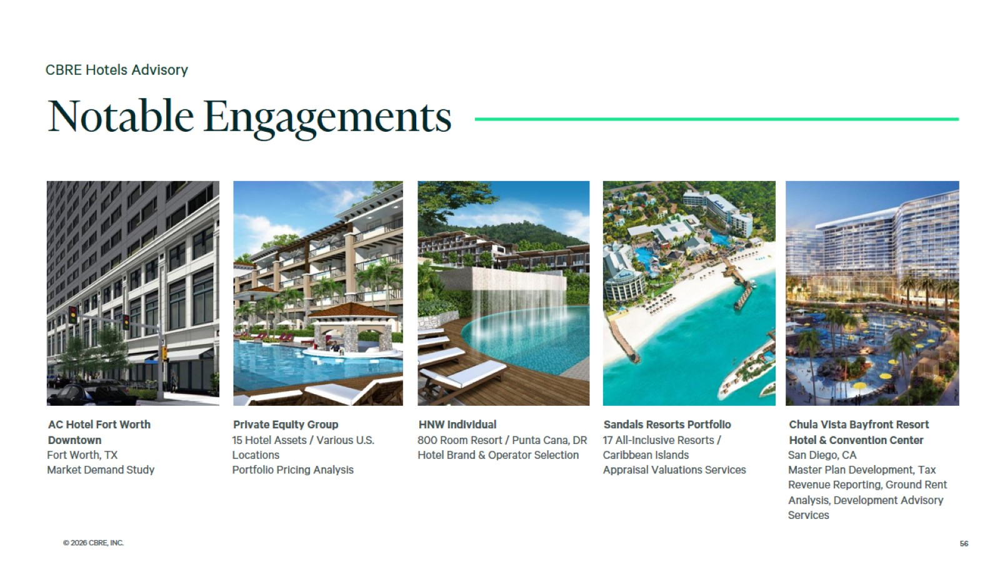 CBRE Hotels Advisory
Notable Engagements
AC Hotel Fort Worth
Downtown
Fort Worth, TX
Market Demand Study
Private Equity Group
15 Hotel Assets / Various U.S.
Locations
Portfolio Pricing Analysis
HNW Individual
800 Room Resort / Punta Cana, DR
Hotel Brand & Operator Selection
Sandals Resorts Portfolio
17 All-Inclusive Resorts /
Caribbean Islands
Appraisal Valuations Services
Chula Vista Bayfront Resort
Hotel & Convention Center
San Diego, CA
Master Plan Development, Tax
Revenue Reporting, Ground Rent
Analysis, Development Advisory
Services
© 2026 CBRE, INC.
56